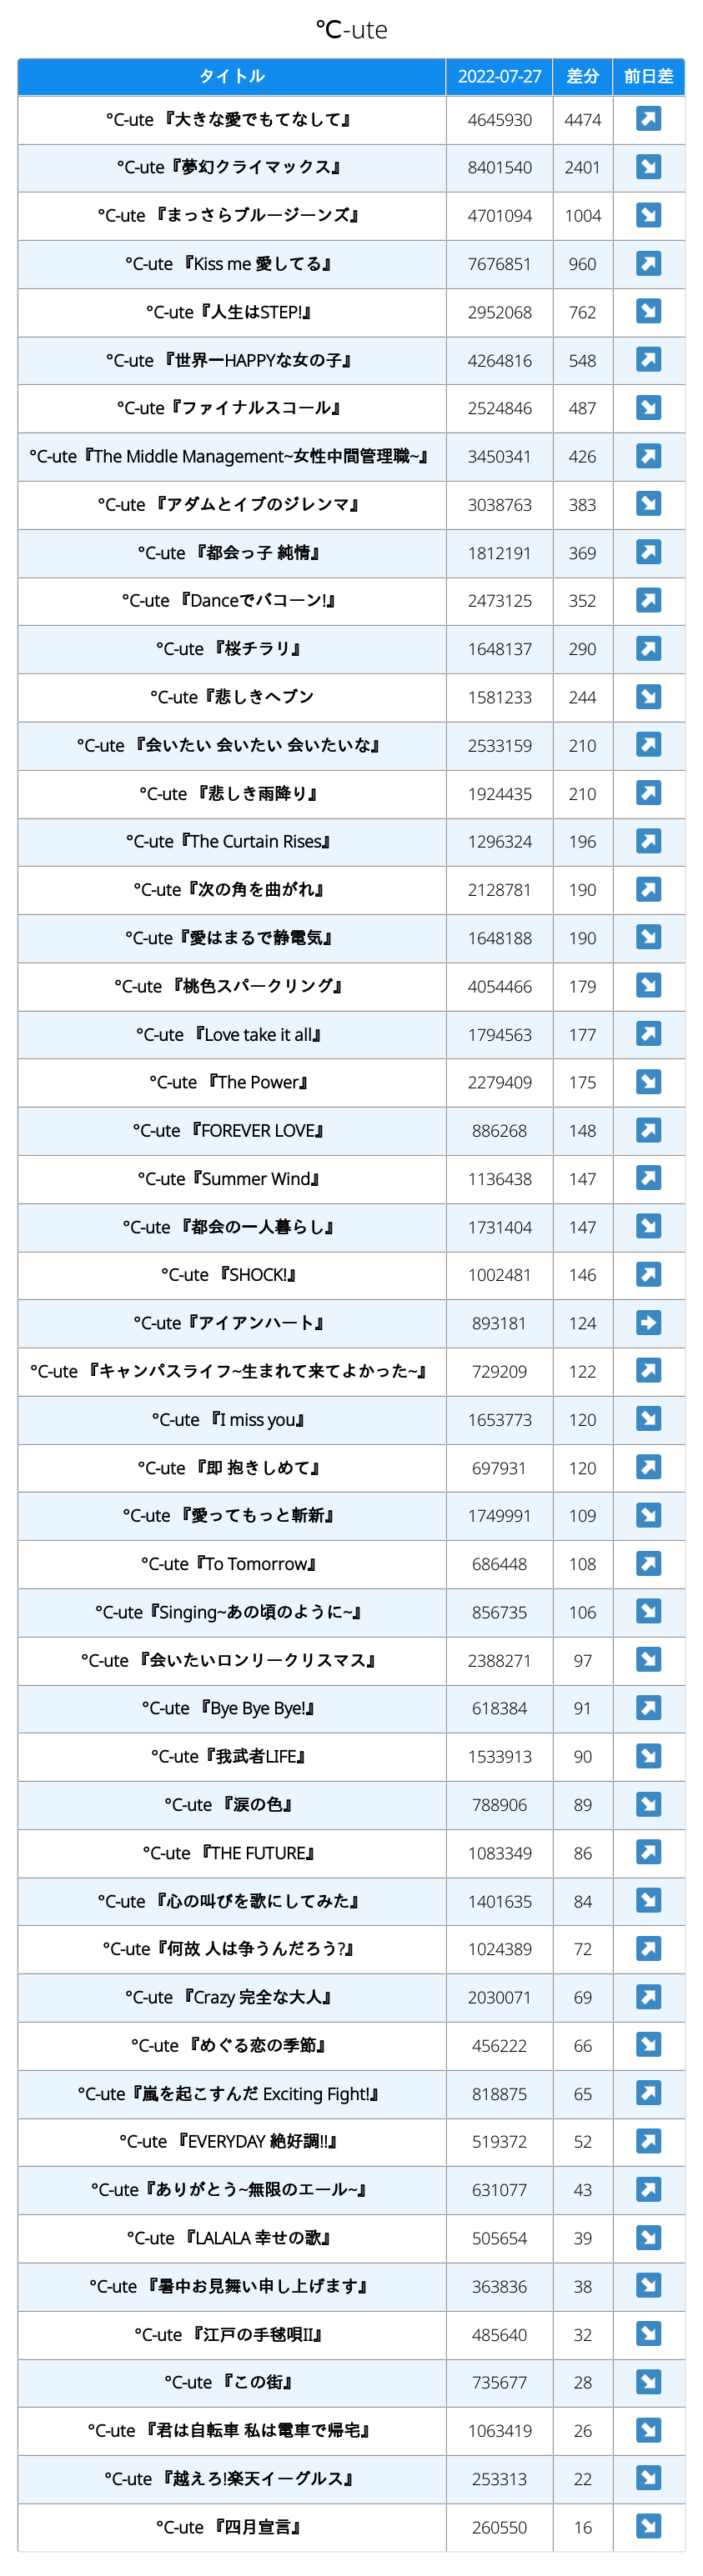 ℃-ute
タイトル 2022-07-27 差分 前日差
°C-ute 『大きな愛でもてなして』 4645930 4474 ↗
°C-ute『夢幻クライマックス』 8401540 2401 ↘
°C-ute 『まっさらブルージーンズ』 4701094 1004 ↘
°C-ute 『Kiss me 愛してる』 7676851 960 ↗
°C-ute『人生はSTEP!』 2952068 762 ↘
°C-ute 『世界一HAPPYな女の子』 4264816 548 ↗
°C-ute『ファイナルスコール』 2524846 487 ↘
°C-ute『The Middle Management~女性中間管理職~』 3450341 426 ↗
°C-ute 『アダムとイブのジレンマ』 3038763 383 ↘
°C-ute 『都会っ子 純情』 1812191 369 ↗
°C-ute 『Danceでバコーン!』 2473125 352 ↗
°C-ute 『桜チラリ』 1648137 290 ↗
°C-ute『悲しきヘブン 1581233 244 ↘
°C-ute 『会いたい 会いたい 会いたいな』 2533159 210 ↗
°C-ute 『悲しき雨降り』 1924435 210 ↗
°C-ute『The Curtain Rises』 1296324 196 ↗
°C-ute『次の角を曲がれ』 2128781 190 ↗
°C-ute『愛はまるで静電気』 1648188 190 ↘
°C-ute 『桃色スパークリング』 4054466 179 ↘
°C-ute 『Love take it all』 1794563 177 ↗
°C-ute 『The Power』 2279409 175 ↘
°C-ute 『FOREVER LOVE』 886268 148 ↗
°C-ute『Summer Wind』 1136438 147 ↗
°C-ute 『都会の一人暮らし』 1731404 147 ↘
°C-ute 『SHOCK!』 1002481 146 ↗
°C-ute『アイアンハート』 893181 124 ➡
°C-ute 『キャンパスライフ~生まれて来てよかった~』 729209 122 ↗
°C-ute 『I miss you』 1653773 120 ↘
°C-ute 『即 抱きしめて』 697931 120 ↗
°C-ute 『愛ってもっと斬新』 1749991 109 ↘
°C-ute『To Tomorrow』 686448 108 ↗
°C-ute『Singing~あの頃のように~』 856735 106 ↘
°C-ute 『会いたいロンリークリスマス』 2388271 97 ↘
°C-ute 『Bye Bye Bye!』 618384 91 ↗
°C-ute『我武者LIFE』 1533913 90 ↘
°C-ute 『涙の色』 788906 89 ↘
°C-ute 『THE FUTURE』 1083349 86 ↗
°C-ute 『心の叫びを歌にしてみた』 1401635 84 ↘
°C-ute『何故 人は争うんだろう?』 1024389 72 ↗
°C-ute 『Crazy 完全な大人』 2030071 69 ↗
°C-ute 『めぐる恋の季節』 456222 66 ↘
°C-ute『嵐を起こすんだ Exciting Fight!』 818875 65 ↗
°C-ute 『EVERYDAY 絶好調!!』 519372 52 ↗
°C-ute『ありがとう~無限のエール~』 631077 43 ↗
°C-ute 『LALALA 幸せの歌』 505654 39 ↘
°C-ute 『暑中お見舞い申し上げます』 363836 38 ↘
°C-ute 『江戸の手毬唄II』 485640 32 ↘
°C-ute 『この街』 735677 28 ↘
°C-ute 『君は自転車 私は電車で帰宅』 1063419 26 ↘
°C-ute 『越えろ!楽天イーグルス』 253313 22 ↘
°C-ute 『四月宣言』 260550 16 ↘